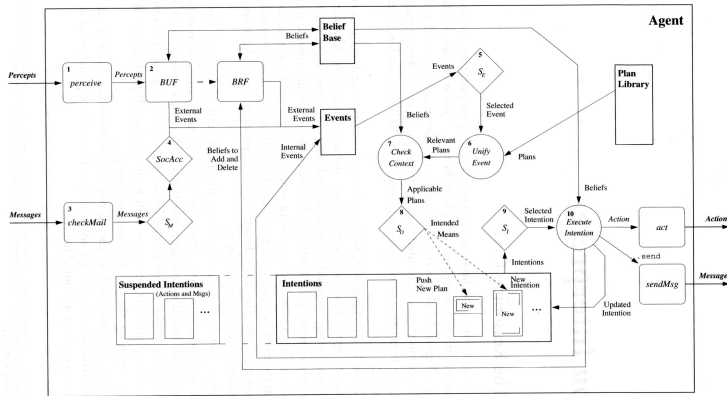 Agent
Belief
Base
Beliefs
Plan
Library
Percepts
1
perceive
Percepts
2
BUF
BRF
Events
5
S_E
External
Events
External
Events
Internal
Events
Events
Beliefs
Selected
Event
4
SocAcc
Beliefs to
Add and
Delete
7
Check
Context
Relevant
Plans
6
Unify
Event
Plans
Applicable
Plans
Beliefs
Messages
3
checkMail
Messages
S_M
8
S_O
Intended
Means
9
S_I
Selected
Intention
10
Execute
Intention
Action
act
Action
.send
sendMsg
Message
Intentions
Suspended Intentions
(Actions and Msgs)
...
Intentions
Push
New Plan
New
Intention
New
New
...
Updated
Intention